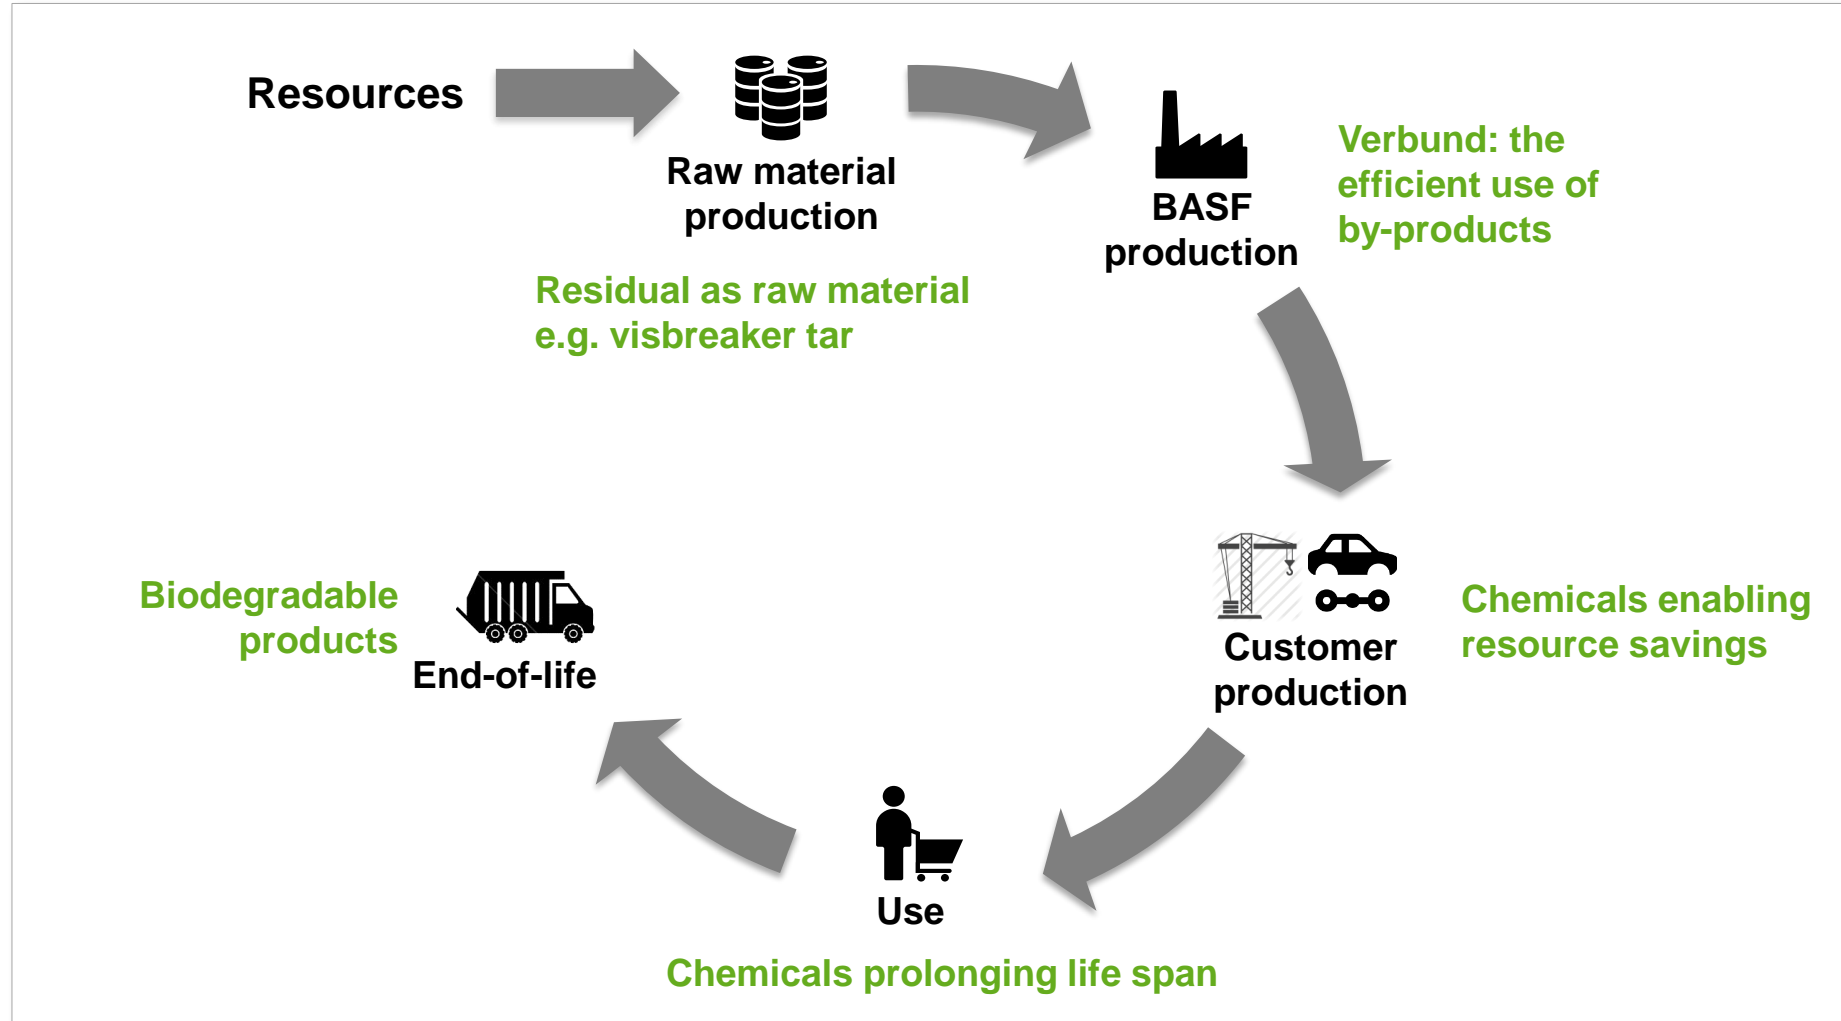 Resources
Raw material
production
Residual as raw material
e.g. visbreaker tar
BASF
production
Verbund: the
efficient use of
by-products
Customer
production
Chemicals enabling
resource savings
Use
Chemicals prolonging life span
End-of-life
Biodegradable
products